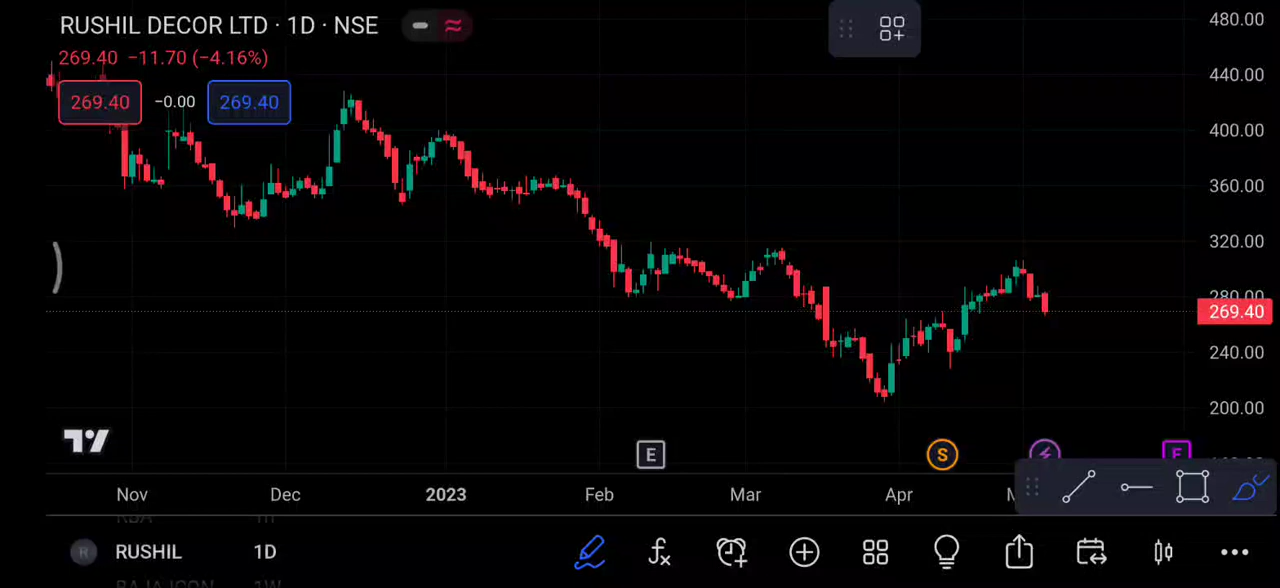 RUSHIL DECOR LTD · 1D · NSE
269.40 −11.70 (−4.16%)
269.40 −0.00 269.40
480.00
440.00
400.00
360.00
320.00
280.00
269.40
240.00
200.00
E S E
Nov Dec 2023 Feb Mar Apr
R RUSHIL 1D
BAJAJCON 1W